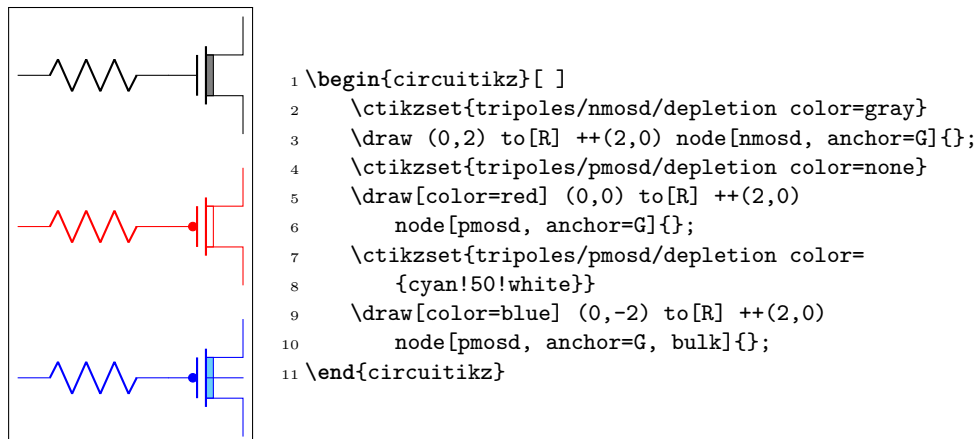 1 \begin{circuitikz}[ ]
2 \ctikzset{tripoles/nmosd/depletion color=gray}
3 \draw (0,2) to[R] ++(2,0) node[nmosd, anchor=G]{};
4 \ctikzset{tripoles/pmosd/depletion color=none}
5 \draw[color=red] (0,0) to[R] ++(2,0)
6 node[pmosd, anchor=G]{};
7 \ctikzset{tripoles/pmosd/depletion color=
8 {cyan!50!white}}
9 \draw[color=blue] (0,-2) to[R] ++(2,0)
10 node[pmosd, anchor=G, bulk]{};
11 \end{circuitikz}